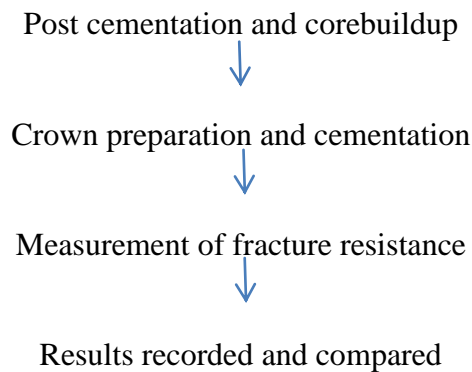 Post cementation and corebuildup
Crown preparation and cementation
Measurement of fracture resistance
Results recorded and compared